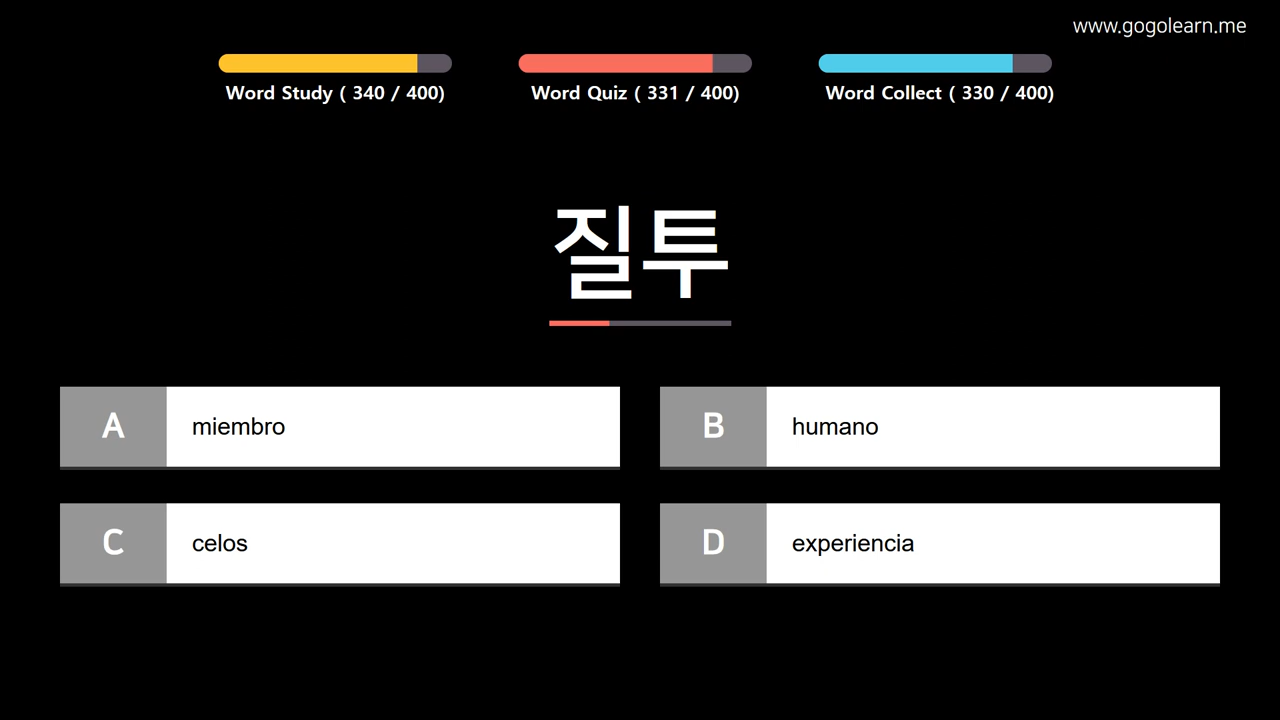 www.gogolearn.me
Word Study ( 340 / 400)
Word Quiz ( 331 / 400)
Word Collect ( 330 / 400)
질투
A miembro
B humano
C celos
D experiencia